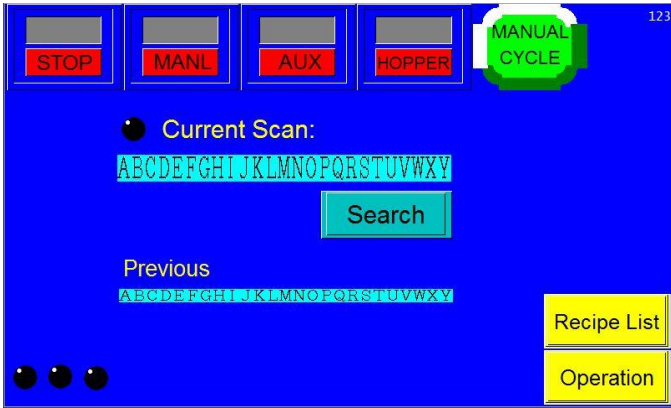 STOP MANL AUX HOPPER
MANUAL
CYCLE
123
Current Scan:
ABCDEFGHIJKLMNOPQRSTUVWXY
Search
Previous
ABCDEFGHIJKLMNOPQRSTUVWXY
Recipe List
Operation